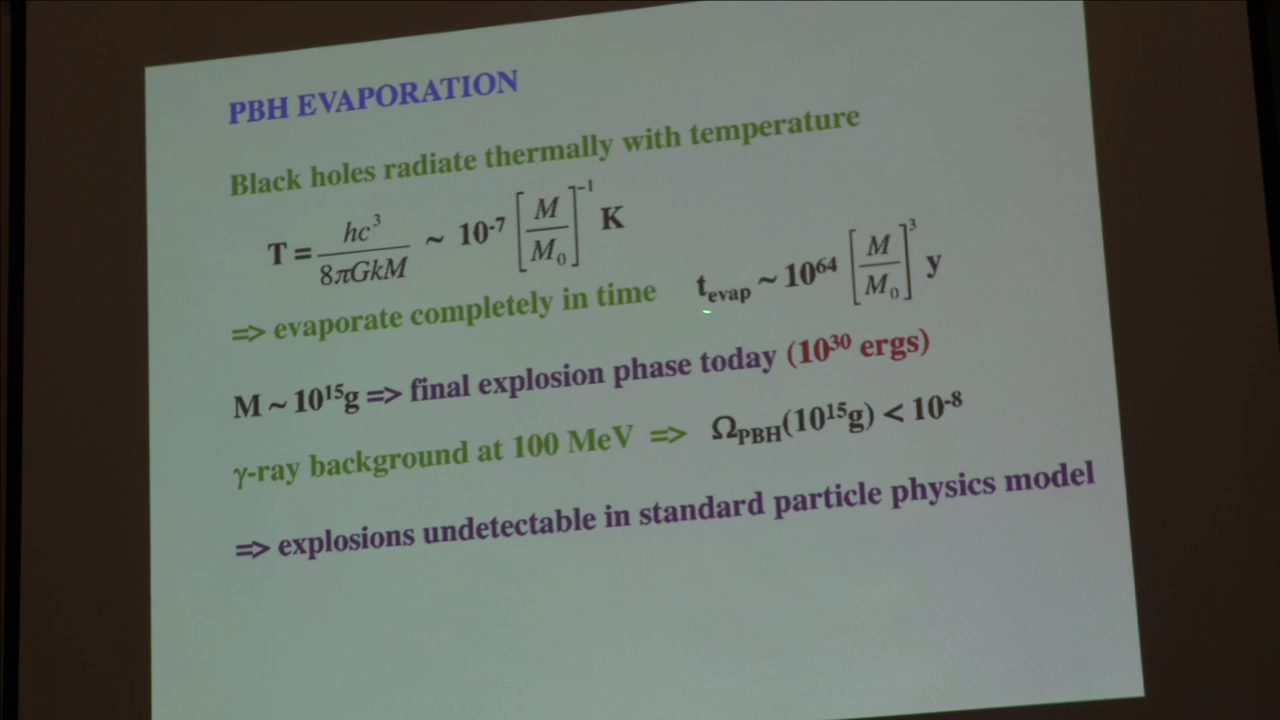 PBH EVAPORATION
Black holes radiate thermally with temperature
T = hc³/8πGkM ~ 10⁻⁷ [M/M₀]⁻¹ K
=> evaporate completely in time t_evap ~ 10⁶⁴ [M/M₀]³ y
M ~ 10¹⁵g => final explosion phase today (10³⁰ ergs)
γ-ray background at 100 MeV => Ω_PBH(10¹⁵g) < 10⁻⁸
=> explosions undetectable in standard particle physics model